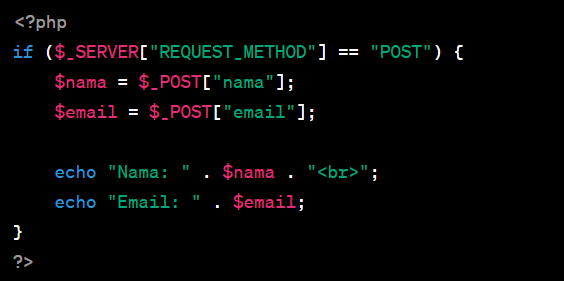 <?php
if ($_SERVER["REQUEST_METHOD"] == "POST") {
    $nama = $_POST["nama"];
    $email = $_POST["email"];

    echo "Nama: " . $nama . "<br>";
    echo "Email: " . $email;
}
?>